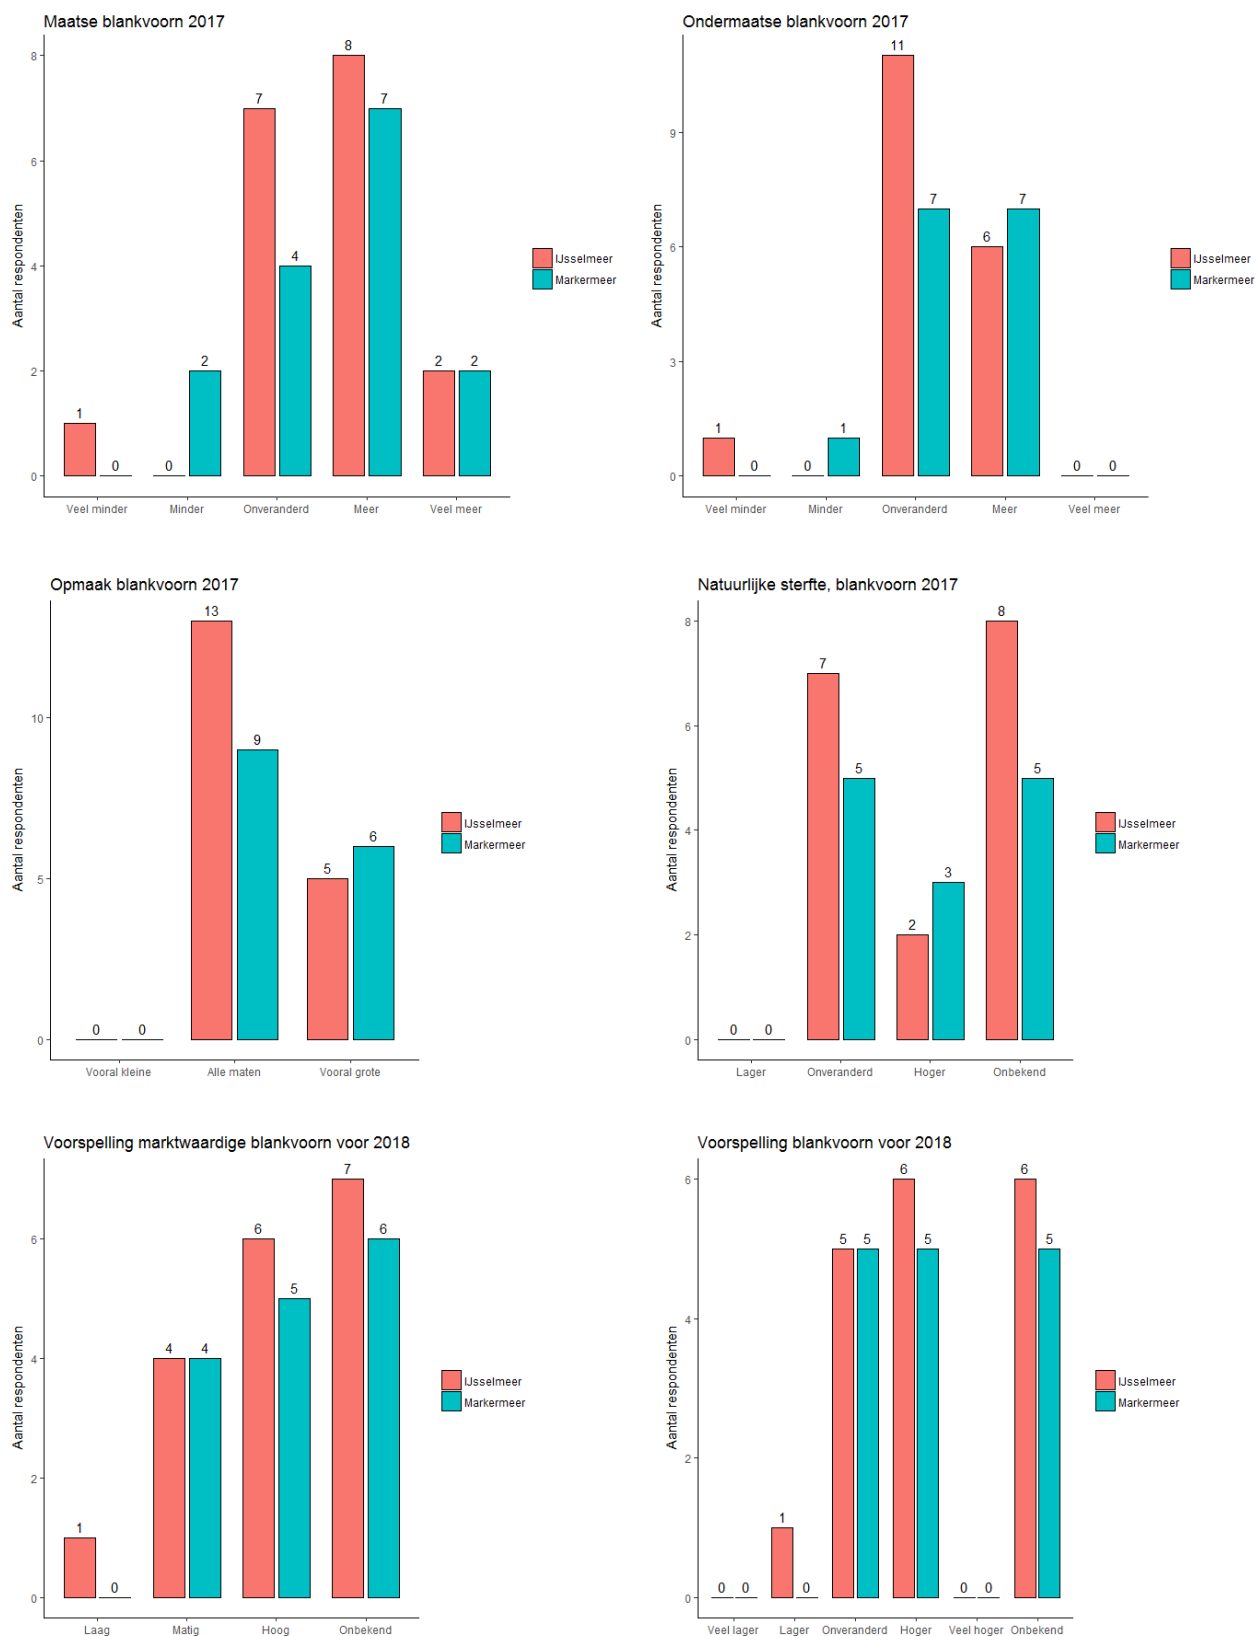 Maatse blankvoorn 2017
Aantal respondenten
8
6
4
2
0
1
0
0
2
7
4
8
7
2
2
Veel minder
Minder
Onveranderd
Meer
Veel meer
IJsselmeer
Markermeer
Ondermaatse blankvoorn 2017
Aantal respondenten
9
6
3
0
1
0
0
1
11
7
6
7
0
0
Veel minder
Minder
Onveranderd
Meer
Veel meer
IJsselmeer
Markermeer
Opmaak blankvoorn 2017
Aantal respondenten
10
5
0
0
0
13
9
5
6
Vooral kleine
Alle maten
Vooral grote
IJsselmeer
Markermeer
Natuurlijke sterfte, blankvoorn 2017
Aantal respondenten
8
6
4
2
0
0
0
7
5
2
3
8
5
Lager
Onveranderd
Hoger
Onbekend
IJsselmeer
Markermeer
Voorspelling marktwaardige blankvoorn voor 2018
Aantal respondenten
6
4
2
0
1
0
4
4
6
5
7
6
Laag
Matig
Hoog
Onbekend
IJsselmeer
Markermeer
Voorspelling blankvoorn voor 2018
Aantal respondenten
6
4
2
0
0
0
1
0
5
5
6
5
0
0
6
5
Veel lager
Lager
Onveranderd
Hoger
Veel hoger
Onbekend
IJsselmeer
Markermeer